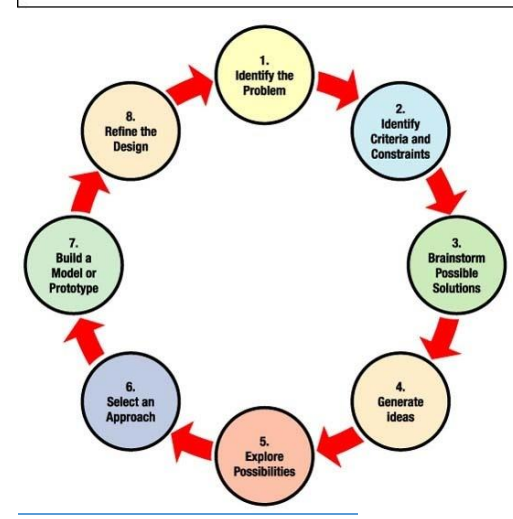 1.
Identify the
Problem
2.
Identify
Criteria and
Constraints
3.
Brainstorm
Possible
Solutions
4.
Generate
ideas
5.
Explore
Possibilities
6.
Select an
Approach
7.
Build a
Model or
Prototype
8.
Refine the
Design